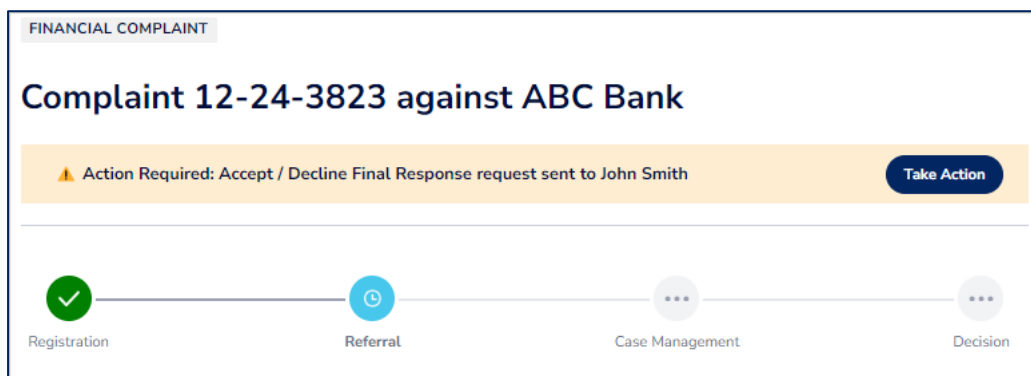 FINANCIAL COMPLAINT
Complaint 12-24-3823 against ABC Bank
Action Required: Accept / Decline Final Response request sent to John Smith
Take Action
Registration
Referral
Case Management
Decision